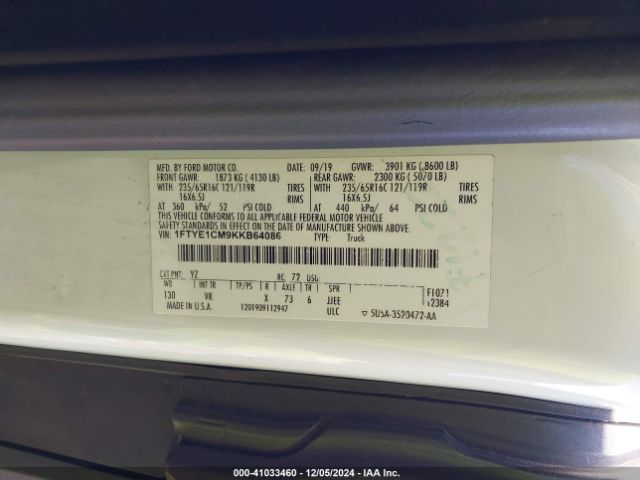 MFD. BY FORD MOTOR CO. 09/19 GVWR: 3901 KG ( 8600 LB)
FRONT GAWR: 1873 KG ( 4130 LB) REAR GAWR: 2300 KG ( 5070 LB)
WITH 235/65R16C 121/119R TIRES WITH 235/65R16C 121/119R TIRES
16X6.5J RIMS 16X6.5J RIMS
AT 360 kPa/ 52 PSI COLD AT 440 kPa/ 64 PSI COLD
THIS VEHICLE CONFORMS TO ALL APPLICABLE FEDERAL MOTOR VEHICLE
SAFETY STANDARDS IN EFFECT ON THE DATE OF MANUFACTURE SHOWN ABOVE.
VIN: 1FTYE1CM9KKB64086 TYPE: Truck
EXT PNT: YZ RC: 72 DSO:
WB INT TR TP/PS R AXLE TR SPR F1071
130 VK X 73 6 JJEE 12384
MADE IN U.S.A. 1201909112947 ULC 5U5A-3520472-AA
00-41033460 - 12/05/2024 - IAA Inc.